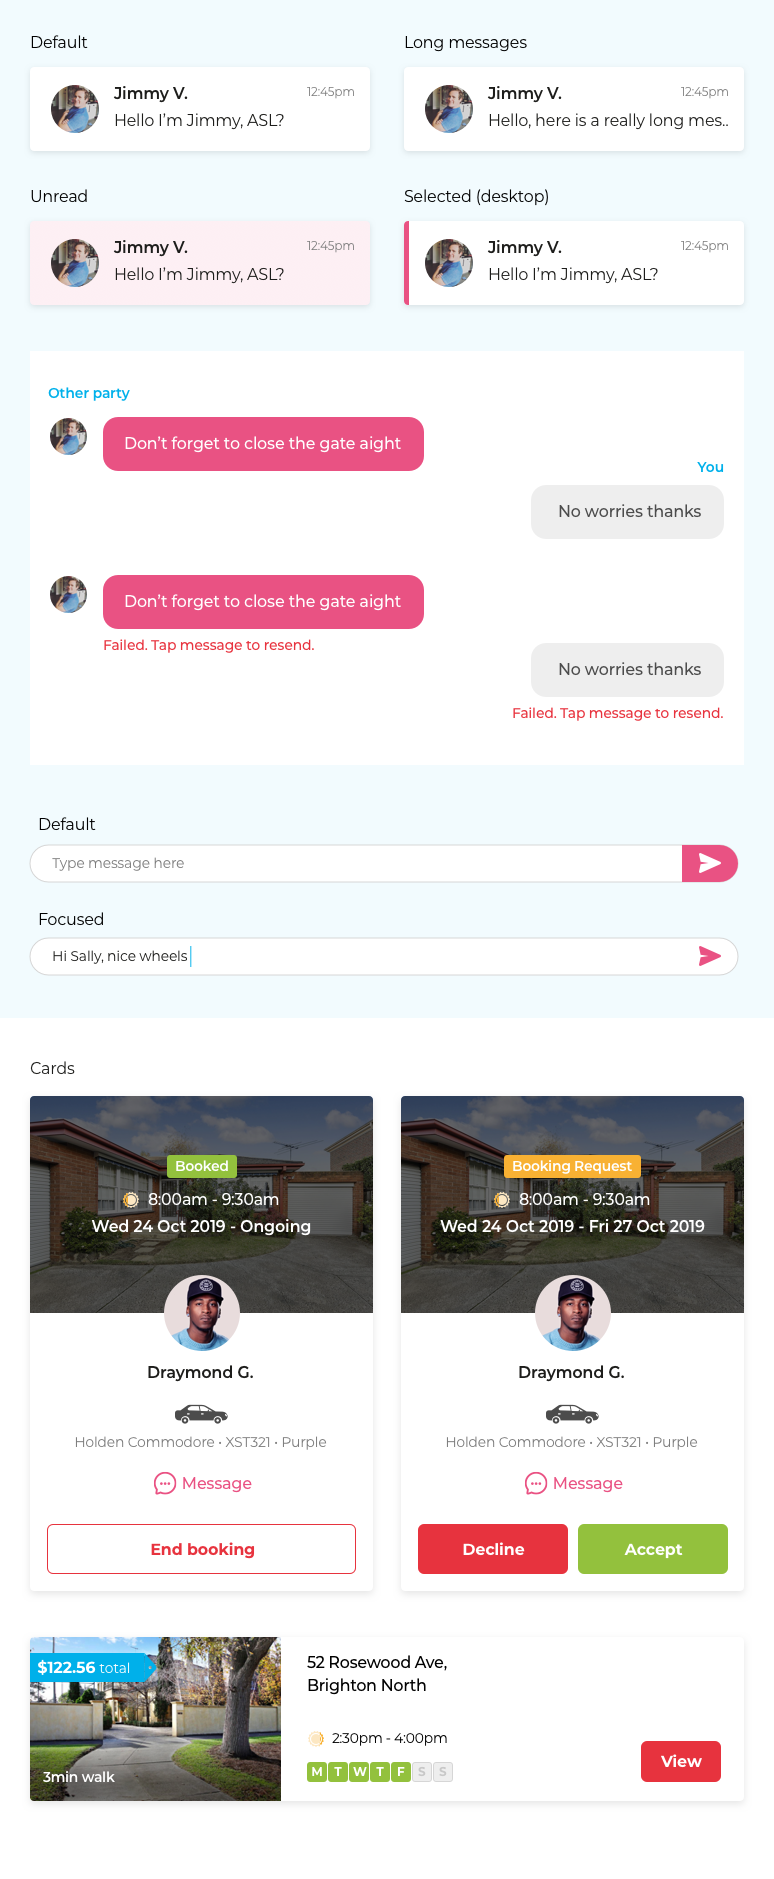 Default
Long messages
Jimmy V.
12:45pm
Hello I’m Jimmy, ASL?
Jimmy V.
12:45pm
Hello, here is a really long mes..
Unread
Selected (desktop)
Jimmy V.
12:45pm
Hello I’m Jimmy, ASL?
Jimmy V.
12:45pm
Hello I’m Jimmy, ASL?
Other party
Don’t forget to close the gate aight
You
No worries thanks
Don’t forget to close the gate aight
Failed. Tap message to resend.
No worries thanks
Failed. Tap message to resend.
Default
Type message here
Focused
Hi Sally, nice wheels
Cards
Booked
8:00am - 9:30am
Wed 24 Oct 2019 - Ongoing
Draymond G.
Holden Commodore • XST321 • Purple
Message
End booking
Booking Request
8:00am - 9:30am
Wed 24 Oct 2019 - Fri 27 Oct 2019
Draymond G.
Holden Commodore • XST321 • Purple
Message
Decline
Accept
$122.56 total
3min walk
52 Rosewood Ave,
Brighton North
2:30pm - 4:00pm
M T W T F S S
View